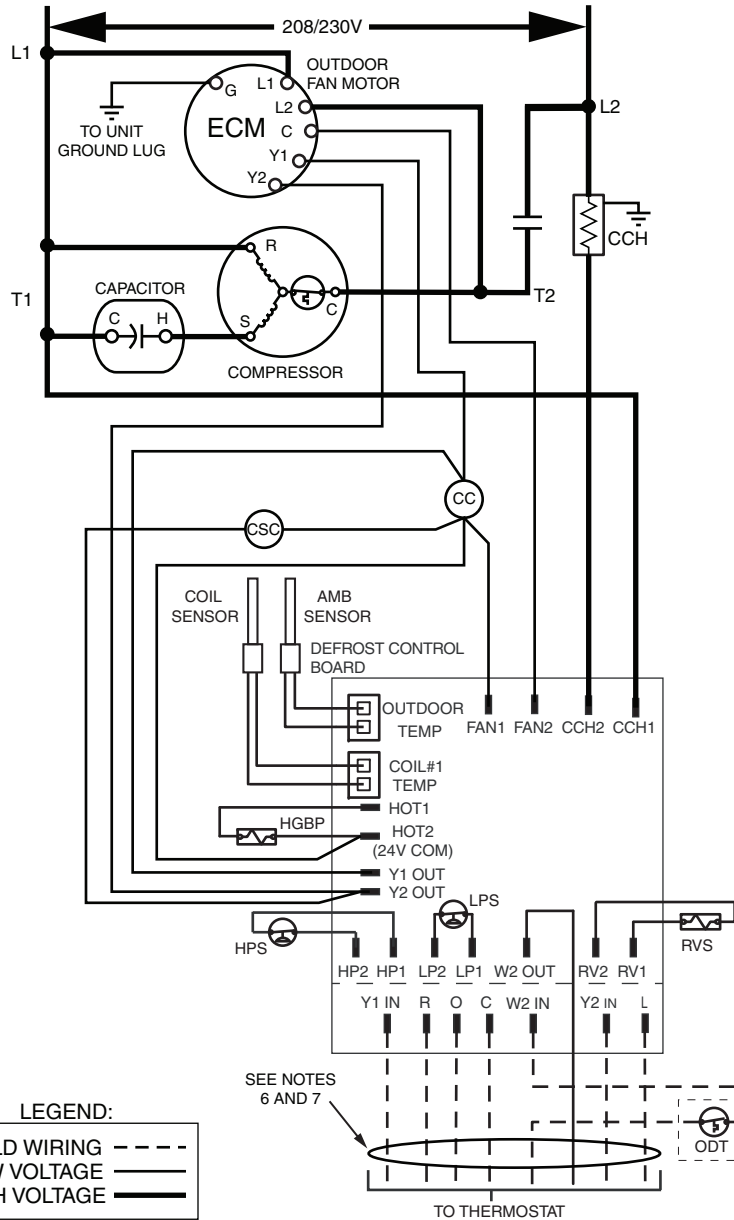 208/230V
L1
OUTDOOR
FAN MOTOR
L1
G
L2
L2
ECM
C
TO UNIT
GROUND LUG
Y1
Y2
CCH
R
T1
CAPACITOR
T2
C
H
C
S
COMPRESSOR
CC
CSC
COIL
SENSOR
AMB
SENSOR
DEFROST CONTROL
BOARD
OUTDOOR
TEMP
FAN1 FAN2 CCH2 CCH1
COIL#1
TEMP
HOT1
HGBP
HOT2
(24V COM)
Y1 OUT
Y2 OUT
LPS
HPS
RVS
HP2 HP1 LP2 LP1 W2 OUT RV2 RV1
Y1 IN R O C W2 IN Y2 IN L
SEE NOTES
6 AND 7
ODT
LEGEND:
LD WIRING
W VOLTAGE
H VOLTAGE
TO THERMOSTAT